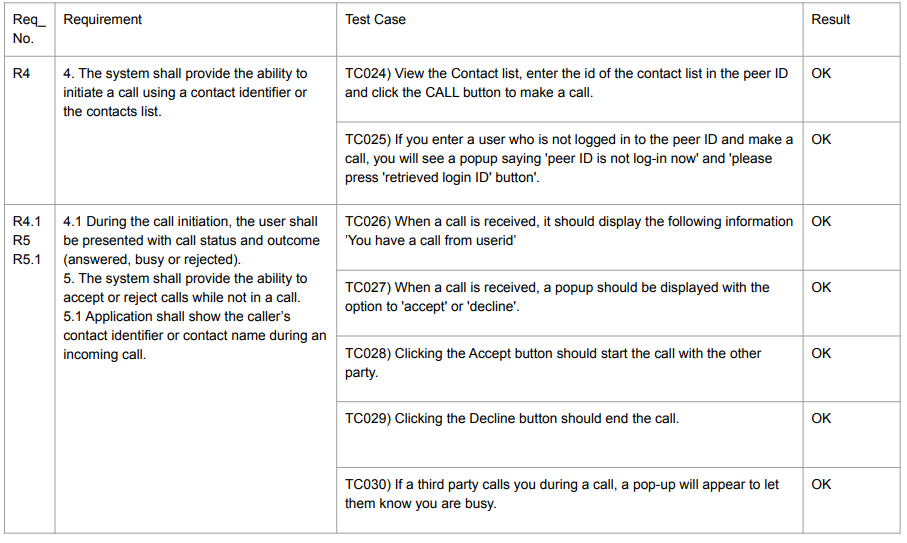 Req_ Requirement Test Case Result
No.
R4 4. The system shall provide the ability to
initiate a call using a contact identifier or
the contacts list.
TC024) View the Contact list, enter the id of the contact list in the peer ID
and click the CALL button to make a call.
OK
TC025) If you enter a user who is not logged in to the peer ID and make a
call, you will see a popup saying 'peer ID is not log-in now' and 'please
press 'retrieved login ID' button'.
OK
R4.1
R5
R5.1
4.1 During the call initiation, the user shall
be presented with call status and outcome
(answered, busy or rejected).
5. The system shall provide the ability to
accept or reject calls while not in a call.
5.1 Application shall show the caller's
contact identifier or contact name during an
incoming call.
TC026) When a call is received, it should display the following information
'You have a call from userid'
OK
TC027) When a call is received, a popup should be displayed with the
option to 'accept' or 'decline'.
OK
TC028) Clicking the Accept button should start the call with the other
party.
OK
TC029) Clicking the Decline button should end the call.
OK
TC030) If a third party calls you during a call, a pop-up will appear to let
them know you are busy.
OK